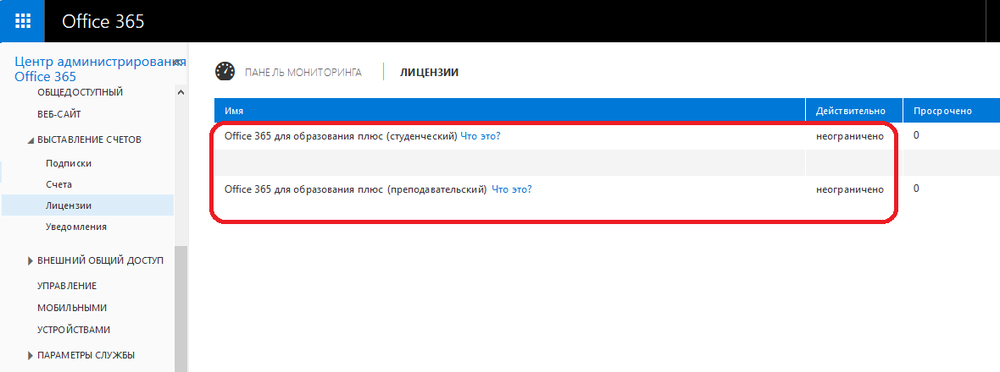 Office 365
Центр администрирования
Office 365
ОБЩЕДОСТУПНЫЙ
ВЕБ-САЙТ
ВЫСТАВЛЕНИЕ СЧЕТОВ
Подписки
Счета
Лицензии
Уведомления
ВНЕШНИЙ ОБЩИЙ ДОСТУП
УПРАВЛЕНИЕ
МОБИЛЬНЫМИ
УСТРОЙСТВАМИ
ПАРАМЕТРЫ СЛУЖБЫ
ПАНЕЛЬ МОНИТОРИНГА ЛИЦЕНЗИИ
Имя Действительно Просрочено
Office 365 для образования плюс (студенческий) Что это? неограничено 0
Office 365 для образования плюс (преподавательский) Что это? неограничено 0